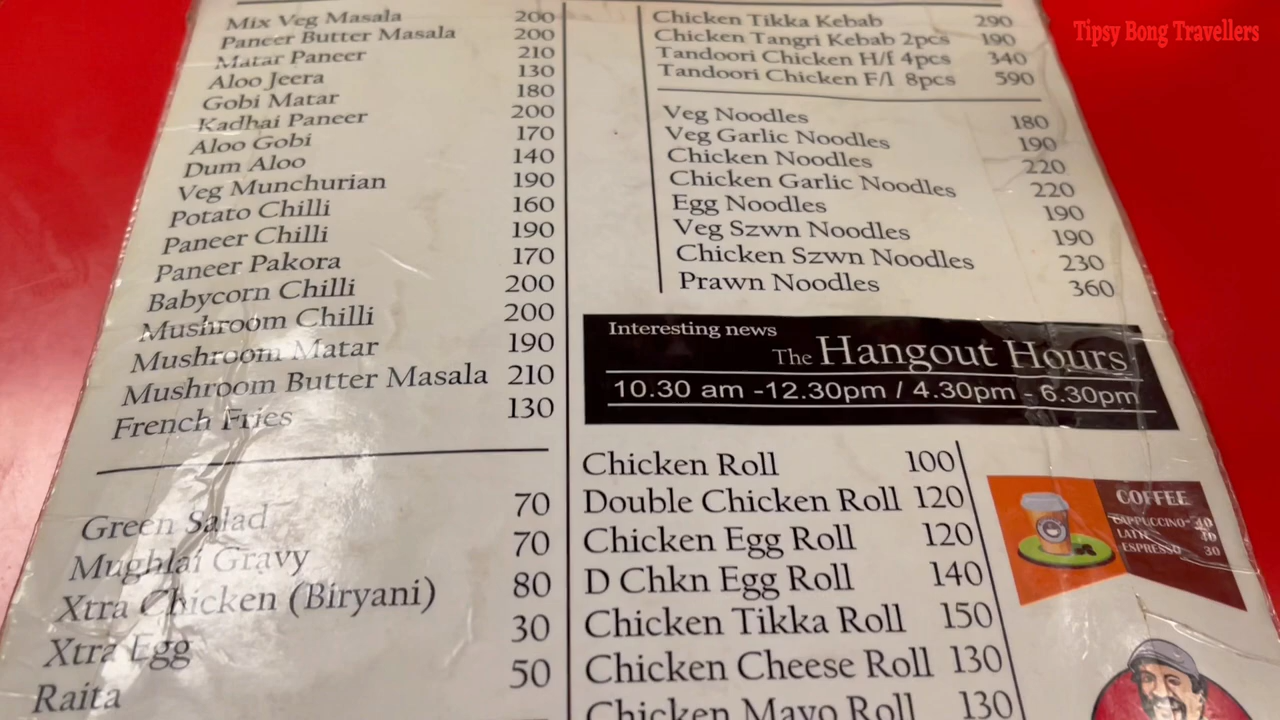 Mix Veg Masala 200
Paneer Butter Masala 200
Matar Paneer 210
Aloo Jeera 130
Gobi Matar 180
Kadhai Paneer 200
Aloo Gobi 170
Dum Aloo 140
Veg Munchurian 190
Potato Chilli 160
Paneer Chilli 190
Paneer Pakora 170
Babycorn Chilli 200
Mushroom Chilli 200
Mushroom Matar 190
Mushroom Butter Masala 210
French Fries 130
Green Salad 70
Mughlai Gravy 70
Xtra Chicken (Biryani) 80
Xtra Egg 30
Raita 50
Chicken Tikka Kebab 290
Chicken Tangri Kebab 2pcs 190
Tandoori Chicken H/f 4pcs 340
Tandoori Chicken F/l 8pcs 590
Veg Noodles 180
Veg Garlic Noodles 190
Chicken Noodles 220
Chicken Garlic Noodles 220
Egg Noodles 190
Veg Szwn Noodles 190
Chicken Szwn Noodles 230
Prawn Noodles 360
Interesting news
The Hangout Hours
10.30 am -12.30pm / 4.30pm - 6.30pm
Chicken Roll 100
Double Chicken Roll 120
Chicken Egg Roll 120
D Chkn Egg Roll 140
Chicken Tikka Roll 150
Chicken Cheese Roll 130
Chicken Mayo Roll 130
COFFEE
CAPPUCCINO 40
LATTE
ESPRESSO 30
Tipsy Bong Travellers